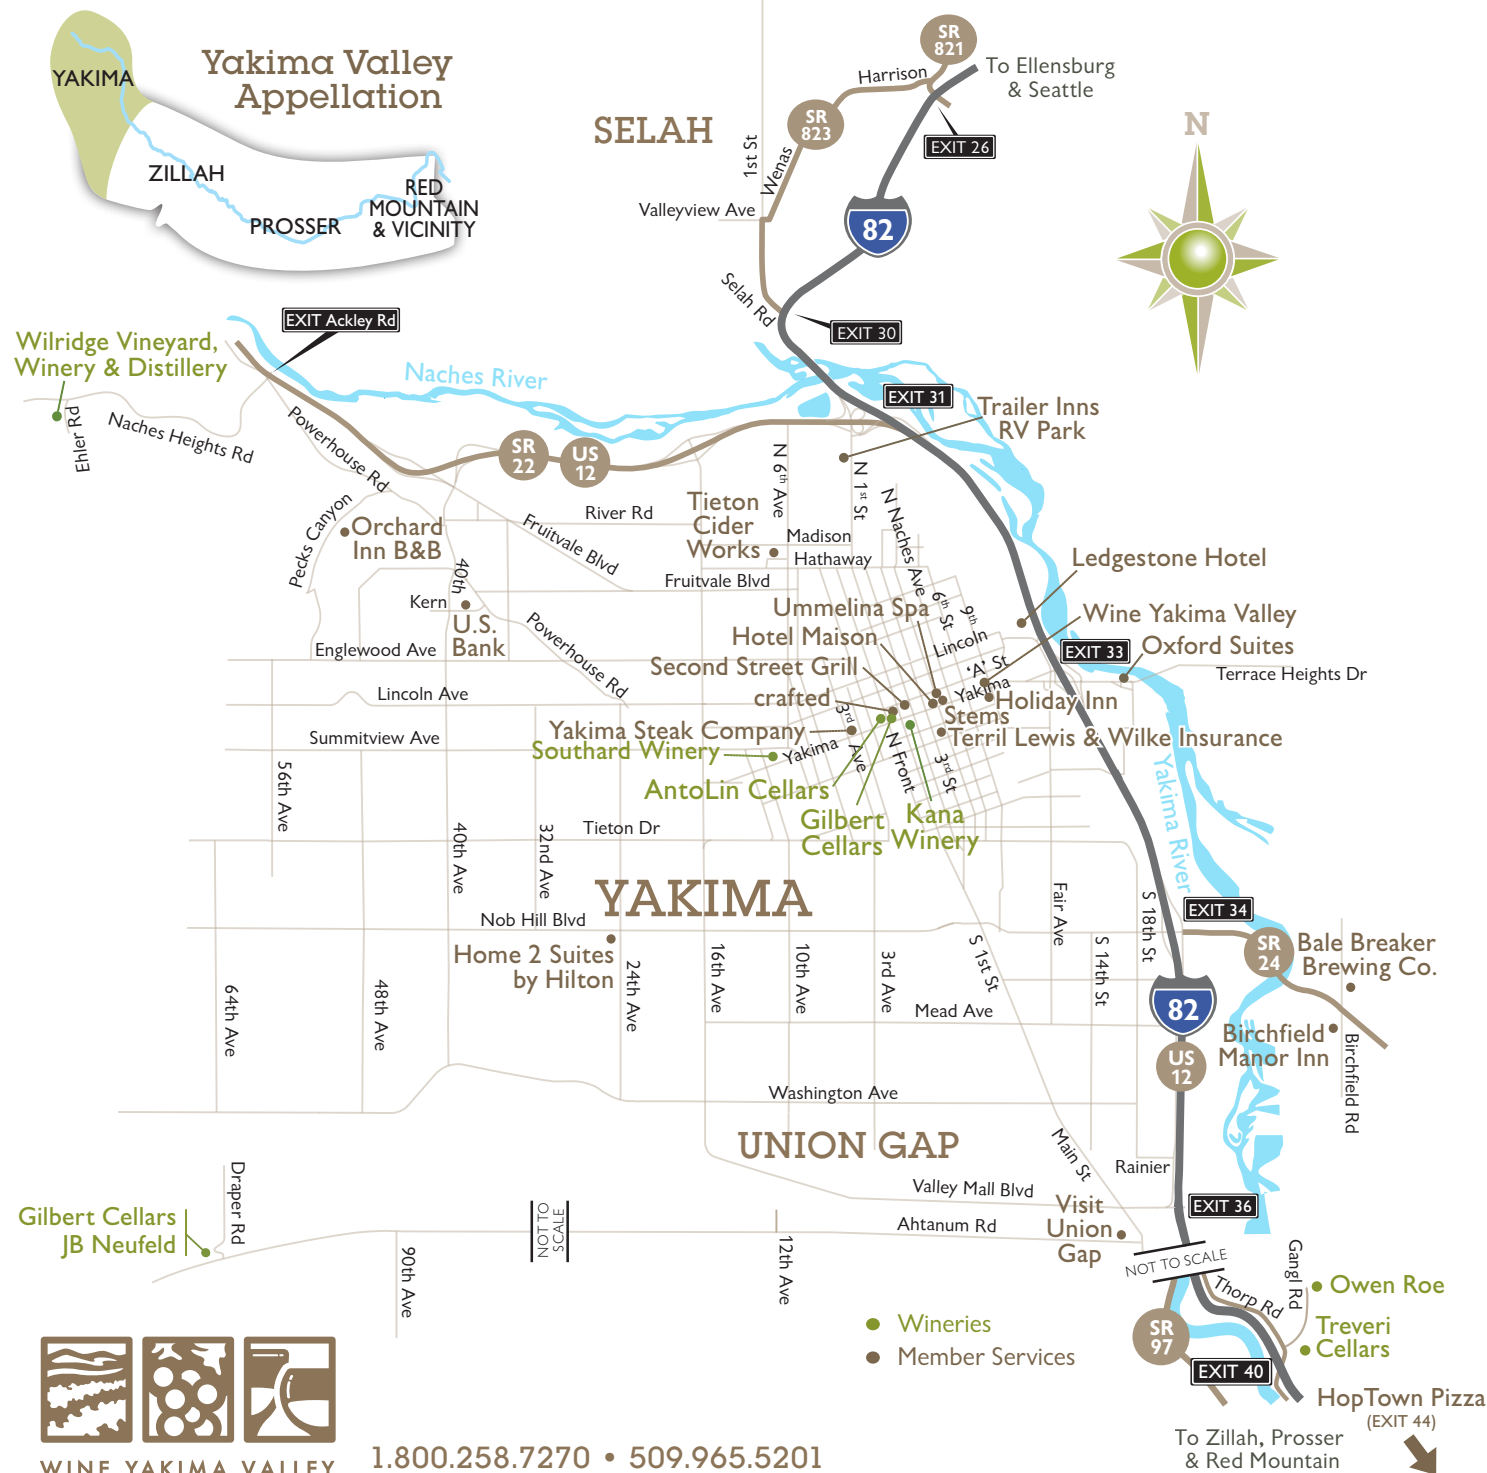 Yakima Valley
Appellation
YAKIMA
ZILLAH
PROSSER
RED
MOUNTAIN
& VICINITY
SR
821
To Ellensburg
& Seattle
Harrison
SR
823
SELAH
1st St
Wenas
EXIT 26
N
Valleyview Ave
82
Selah Rd
EXIT 30
EXIT Ackley Rd
Wilridge Vineyard,
Winery & Distillery
Naches River
EXIT 31
Trailer Inns
RV Park
Ehler Rd
Naches Heights Rd
Powerhouse Rd
SR
22
US
12
N 6th Ave
N 1st St
N Naches Ave
Pecks Canyon
Orchard
Inn B&B
River Rd
Fruitvale Blvd
Tieton
Cider
Works
Madison
Hathaway
Fruitvale Blvd
40th
Kern
U.S.
Bank
Powerhouse Rd
Ledgestone Hotel
Ummelina Spa
6th St
9th
Wine Yakima Valley
Hotel Maison
Lincoln
EXIT 33
Oxford Suites
Englewood Ave
Second Street Grill
'A' St
Terrace Heights Dr
Lincoln Ave
crafted
Yakima
Holiday Inn
3rd Ave
Stems
Yakima Steak Company
Terril Lewis & Wilke Insurance
Summitview Ave
Southard Winery
Yakima
N Front
3rd St
Yakima River
56th Ave
AntoLin Cellars
Gilbert
Cellars
Kana
Winery
40th Ave
32nd Ave
Tieton Dr
YAKIMA
Fair Ave
S 18th St
EXIT 34
Nob Hill Blvd
Home 2 Suites
by Hilton
SR
24
Bale Breaker
Brewing Co.
64th Ave
48th Ave
24th Ave
16th Ave
10th Ave
3rd Ave
S 1st St
S 14th St
82
Mead Ave
Birchfield
Manor Inn
US
12
Birchfield Rd
Washington Ave
UNION GAP
Main St
Rainier
Draper Rd
Valley Mall Blvd
Visit
Union
Gap
EXIT 36
Gilbert Cellars
JB Neufeld
NOT TO
SCALE
Ahtanum Rd
90th Ave
12th Ave
NOT TO SCALE
Gangl Rd
Thorp Rd
Owen Roe
SR
97
Treveri
Cellars
Wineries
Member Services
EXIT 40
HopTown Pizza
(EXIT 44)
To Zillah, Prosser
& Red Mountain
WINE YAKIMA VALLEY
1.800.258.7270 • 509.965.5201